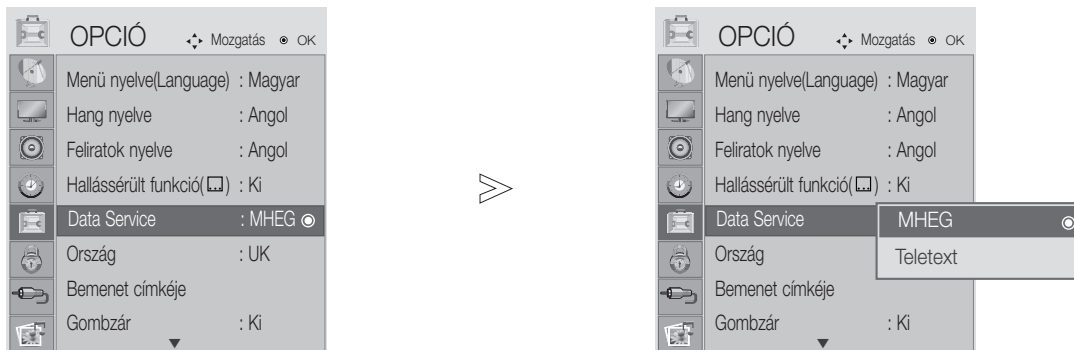 OPCIÓ Mozgatás OK
Menü nyelve(Language) : Magyar
Hang nyelve : Angol
Feliratok nyelve : Angol
Hallássérült funkció( ) : Ki
Data Service : MHEG
Ország : UK
Bemenet címkéje
Gombzár : Ki
OPCIÓ Mozgatás OK
Menü nyelve(Language) : Magyar
Hang nyelve : Angol
Feliratok nyelve : Angol
Hallássérült funkció( ) : Ki
Data Service
MHEG
Ország
Teletext
Bemenet címkéje
Gombzár : Ki